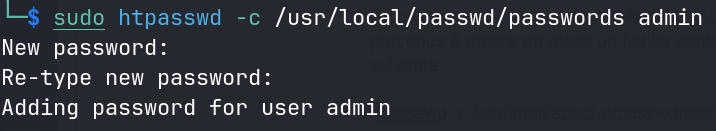 └─$ sudo htpasswd -c /usr/local/passwd/passwords admin
New password:
Re-type new password:
Adding password for user admin